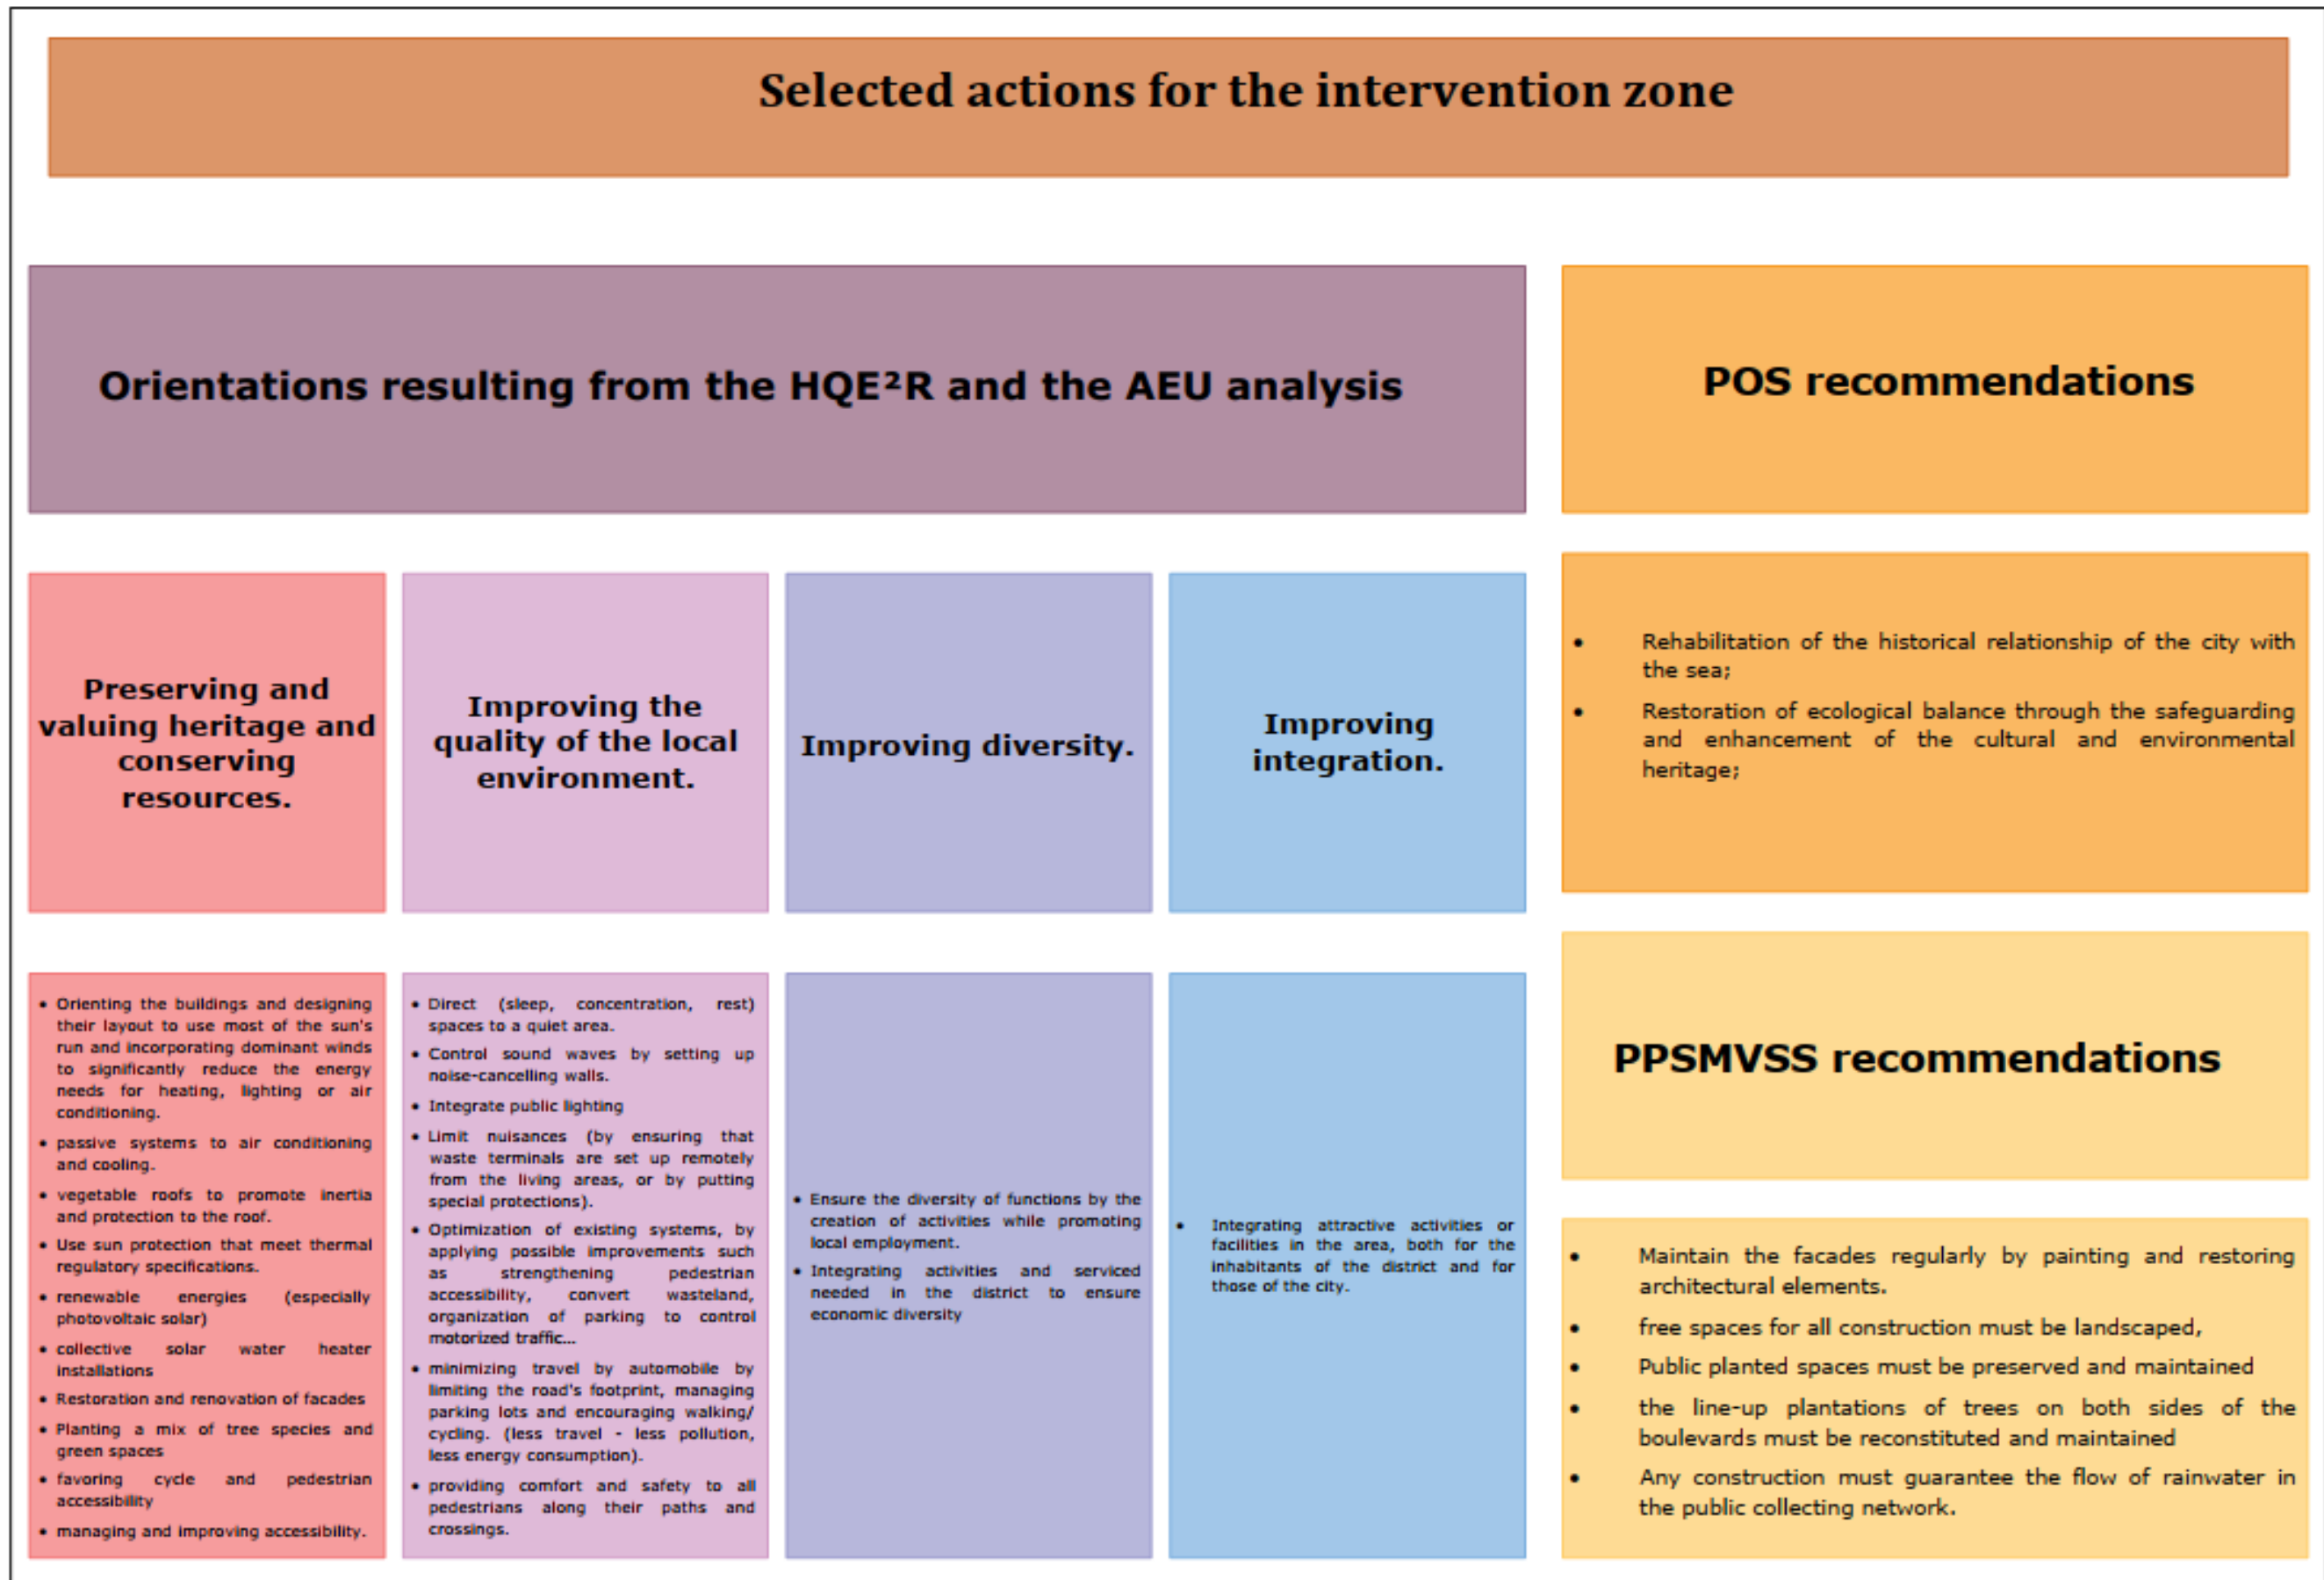 Selected actions for the intervention zone
Orientations resulting from the HQE²R and the AEU analysis
Preserving and
valuing heritage and
conserving
resources.
• Orienting the buildings and designing
their layout to use most of the sun's
run and incorporating dominant winds
to significantly reduce the energy
needs for heating, lighting or air
conditioning.
• passive systems to air conditioning
and cooling.
• vegetable roofs to promote inertia
and protection to the roof.
• Use sun protection that meet thermal
regulatory specifications.
• renewable energies (especially
photovoltaic solar)
• collective solar water heater
installations
• Restoration and renovation of facades
• Planting a mix of tree species and
green spaces
• favoring cycle and pedestrian
accessibility
• managing and improving accessibility.
Improving the
quality of the local
environment.
• Direct (sleep, concentration, rest)
spaces to a quiet area.
• Control sound waves by setting up
noise-cancelling walls.
• Integrate public lighting
• Limit nuisances (by ensuring that
waste terminals are set up remotely
from the living areas, or by putting
special protections).
• Optimization of existing systems, by
applying possible improvements such
as strengthening pedestrian
accessibility, convert wasteland,
organization of parking to control
motorized traffic...
• minimizing travel by automobile by
limiting the road's footprint, managing
parking lots and encouraging walking/
cycling. (less travel - less pollution,
less energy consumption).
• providing comfort and safety to all
pedestrians along their paths and
crossings.
Improving diversity.
• Ensure the diversity of functions by the
creation of activities while promoting
local employment.
• Integrating activities and serviced
needed in the district to ensure
economic diversity
Improving
integration.
• Integrating attractive activities or
facilities in the area, both for the
inhabitants of the district and for
those of the city.
POS recommendations
• Rehabilitation of the historical relationship of the city with
the sea;
• Restoration of ecological balance through the safeguarding
and enhancement of the cultural and environmental
heritage;
PPSMVSS recommendations
• Maintain the facades regularly by painting and restoring
architectural elements.
• free spaces for all construction must be landscaped,
• Public planted spaces must be preserved and maintained
• the line-up plantations of trees on both sides of the
boulevards must be reconstituted and maintained
• Any construction must guarantee the flow of rainwater in
the public collecting network.